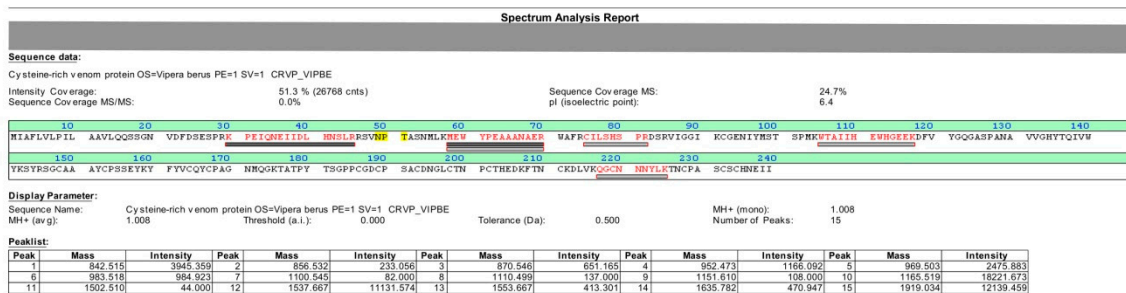 Spectrum Analysis Report
Sequence data:
Cysteine-rich venom protein OS=Vipera berus PE=1 SV=1 CRVP_VIPBE
Intensity Coverage: 51.3 % (26768 cnts) Sequence Coverage MS: 24.7%
Sequence Coverage MS/MS: 0.0% pI (isoelectric point): 6.4
10 20 30 40 50 60 70 80 90 100 110 120 130 140
MIAFLVLPIL AAVLQQSSGN VDFDSESPRK PEIQNEIIDL HNSLRRSVNP TASNMLKMEW YPEAAANAER WAFRCILSHS PRDSRVIGGI KCGENIYMST SPMKWTAIIH EWHGEEKDFV YGQGASPANA VVGHYTQIVW
150 160 170 180 190 200 210 220 230 240
YKSYRSGCAA AYCPSSEYKY FYVCQYCPAG NMQGKTATPY TSGPPCGDCP SACDNGLCTN PCTHEDKFTN CKDLVKQGCN NNYLKTNCPA SCSCHNEII
Display Parameter:
Sequence Name: Cysteine-rich venom protein OS=Vipera berus PE=1 SV=1 CRVP_VIPBE MH+ (mono): 1.008
MH+ (avg): 1.008 Threshold (a.i.): 0.000 Tolerance (Da): 0.500 Number of Peaks: 15
Peaklist:
Peak Mass Intensity Peak Mass Intensity Peak Mass Intensity Peak Mass Intensity Peak Mass Intensity
1 842.515 3945.359 2 856.532 233.056 3 870.546 651.165 4 952.473 1166.092 5 969.503 2475.883
6 983.518 984.923 7 1100.545 82.000 8 1110.499 137.000 9 1151.610 108.000 10 1165.519 18221.673
11 1502.510 44.000 12 1537.667 11131.574 13 1553.667 413.301 14 1635.782 470.947 15 1919.034 12139.459